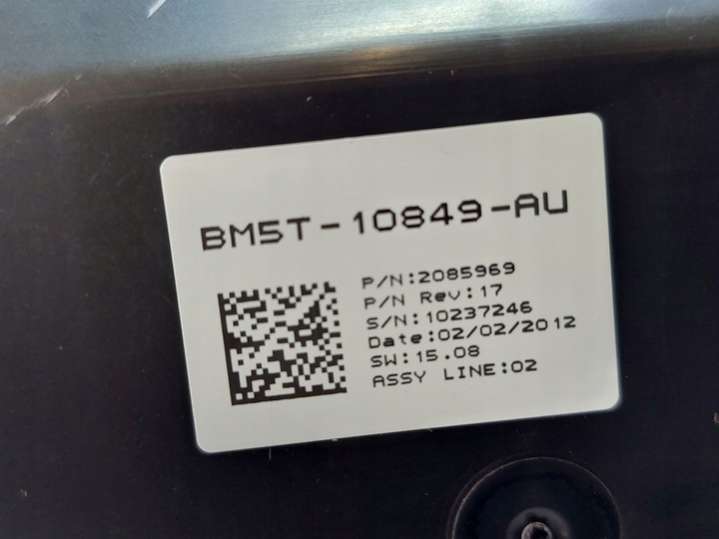 BM5T-10849-AU
P/N:2085969
P/N Rev:17
S/N:10237246
Date:02/02/2012
SW:15.08
ASSY LINE:02